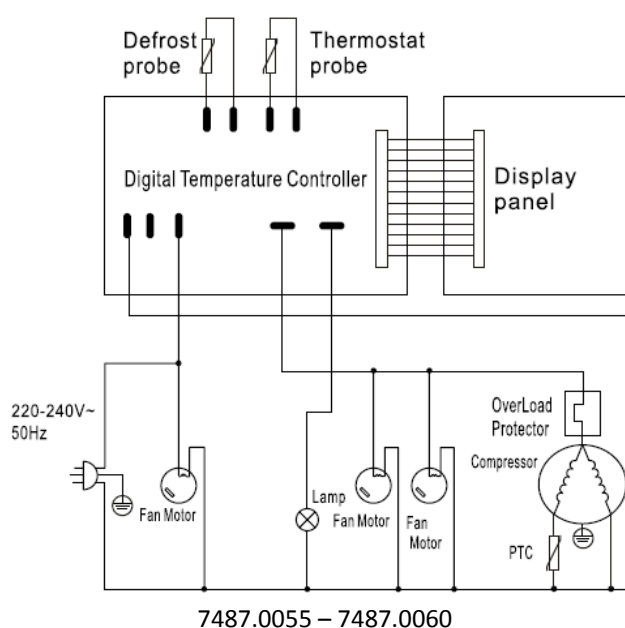 Defrost
probe
Thermostat
probe
Digital Temperature Controller
Display
panel
220-240V~
50Hz
OverLoad
Protector
Compressor
Fan Motor
Lamp
Fan Motor
Fan
Motor
PTC
7487.0055 – 7487.0060